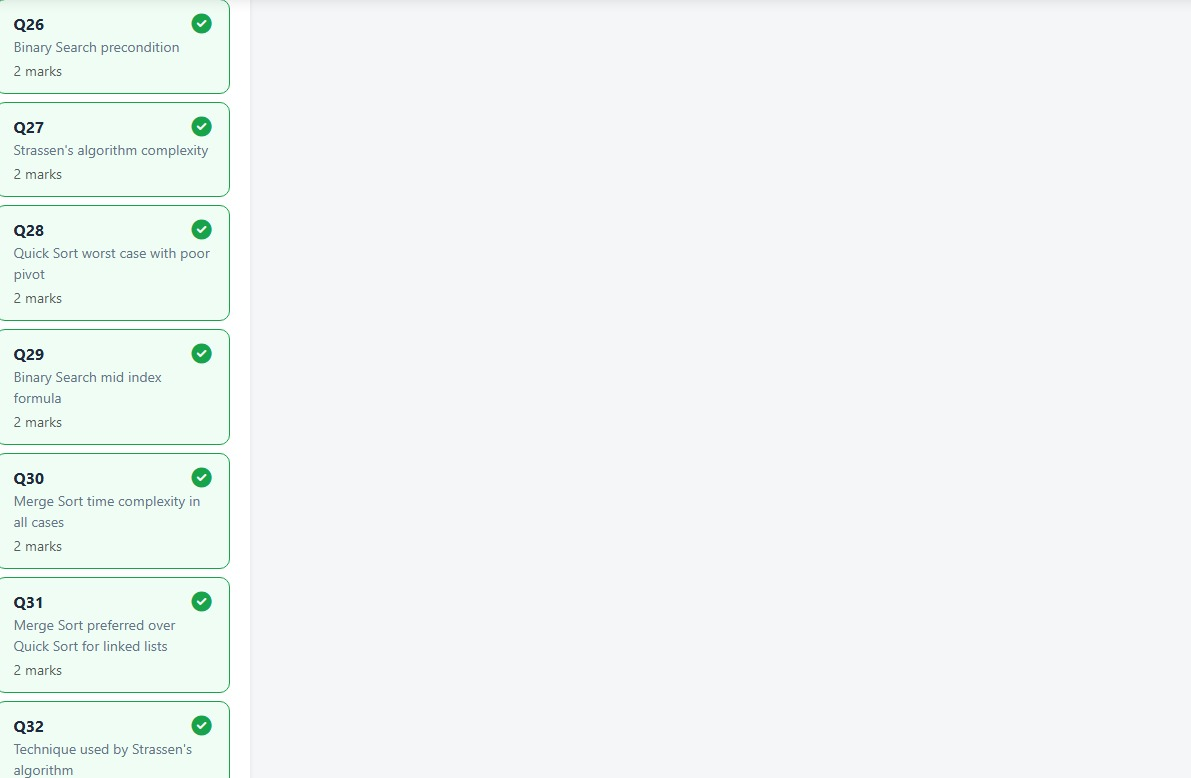 Q26
Binary Search precondition
2 marks
Q27
Strassen's algorithm complexity
2 marks
Q28
Quick Sort worst case with poor
pivot
2 marks
Q29
Binary Search mid index
formula
2 marks
Q30
Merge Sort time complexity in
all cases
2 marks
Q31
Merge Sort preferred over
Quick Sort for linked lists
2 marks
Q32
Technique used by Strassen's
algorithm